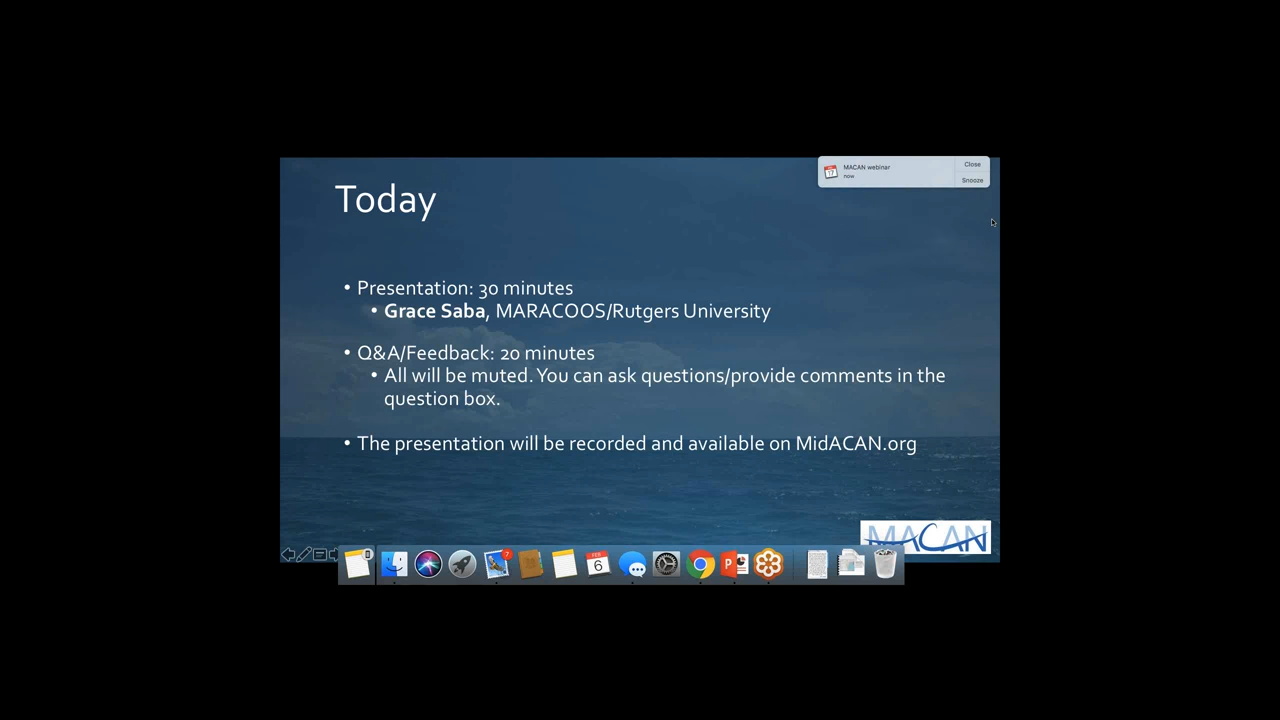 MACAN webinar
now
Close
Snooze
Today
• Presentation: 30 minutes
• Grace Saba, MARACOOS/Rutgers University
• Q&A/Feedback: 20 minutes
• All will be muted. You can ask questions/provide comments in the
question box.
• The presentation will be recorded and available on MidACAN.org
MACAN
7
FEB
6
P